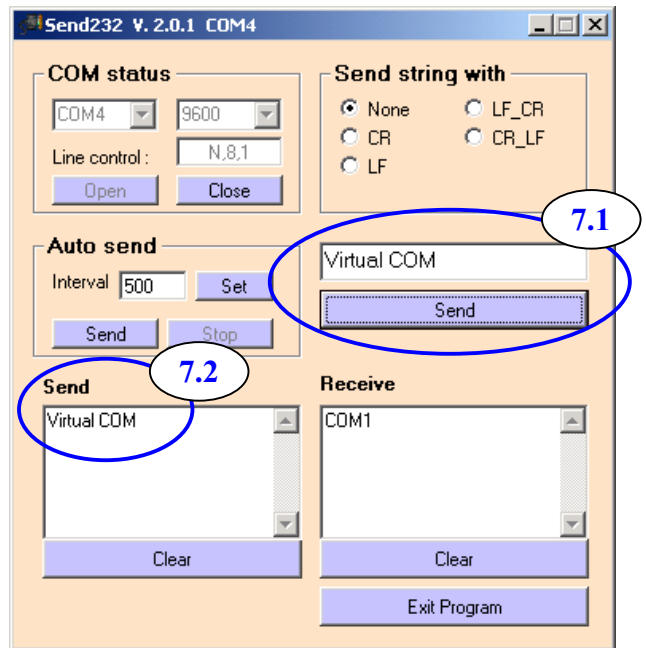 Send232 V. 2.0.1 COM4
COM status
COM4 9600
Line control : N,8,1
Open Close
Send string with
None LF_CR
CR CR_LF
LF
7.1
Auto send
Interval 500 Set
Send Stop
Virtual COM
Send
7.2
Send
Virtual COM
Clear
Receive
COM1
Clear
Exit Program